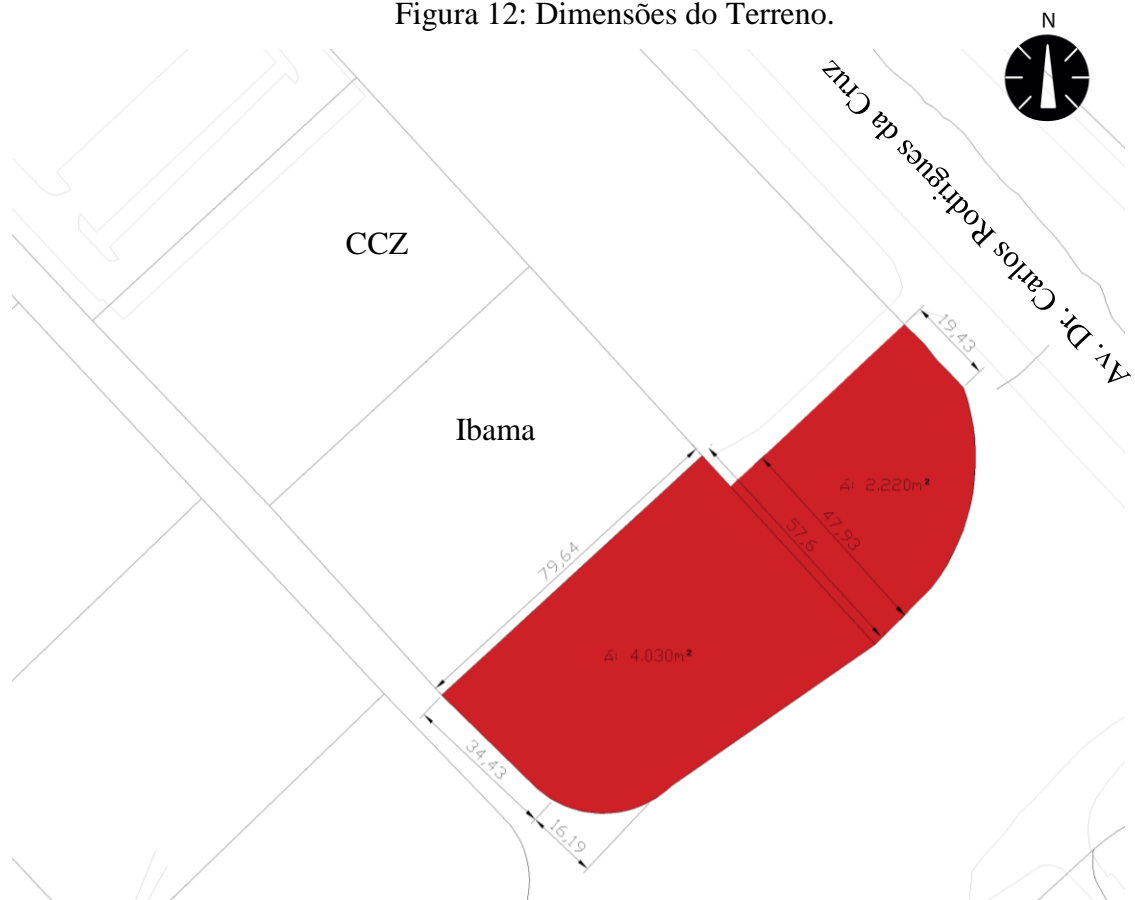 Figura 12: Dimensões do Terreno.
N
Av. Dr. Carlos Rodrigues da Cruz
CCZ
19,43
Ibama
A: 2.220m²
47,93
57,6
79,64
A: 4.030m²
34,43
16,19